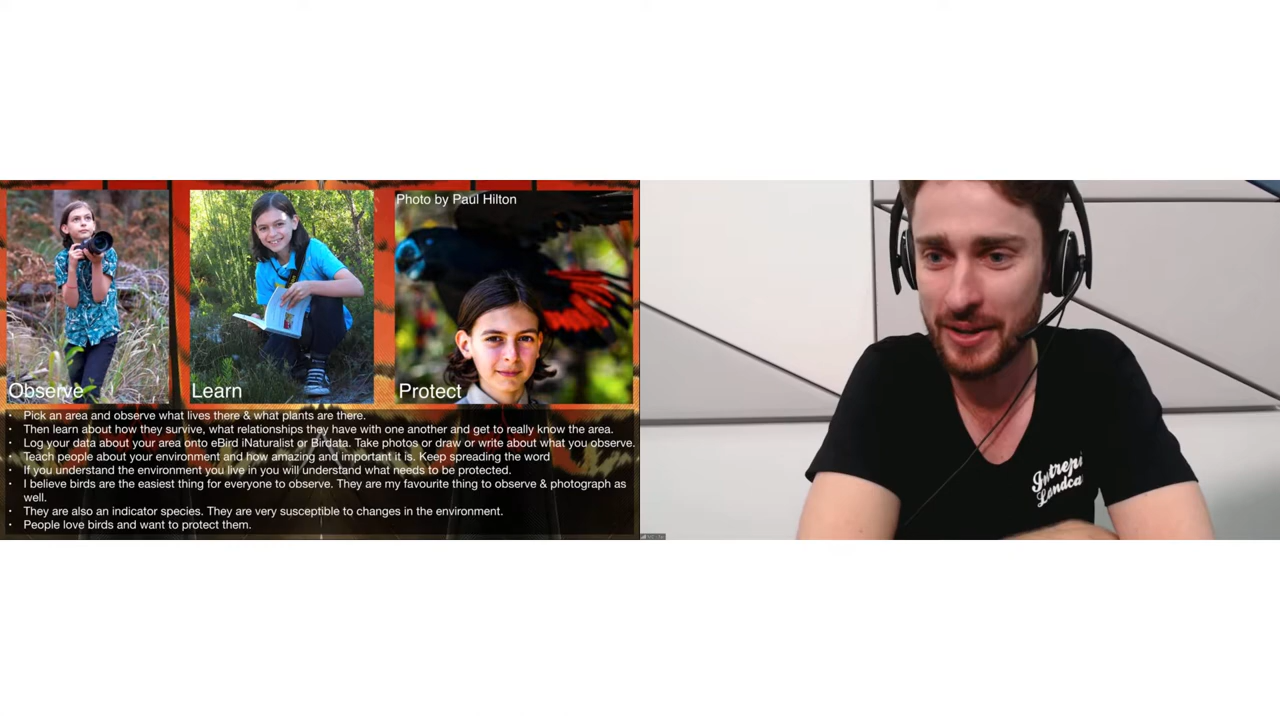 Photo by Paul Hilton
Observe
Learn
Protect
• Pick an area and observe what lives there & what plants are there.
• Then learn about how they survive, what relationships they have with one another and get to really know the area.
• Log your data about your area onto eBird iNaturalist or Birdata. Take photos or draw or write about what you observe.
• Teach people about your environment and how amazing and important it is. Keep spreading the word
• If you understand the environment you live in you will understand what needs to be protected.
• I believe birds are the easiest thing for everyone to observe. They are my favourite thing to observe & photograph as
well.
• They are also an indicator species. They are very susceptible to changes in the environment.
• People love birds and want to protect them.
Intrepi
Landca